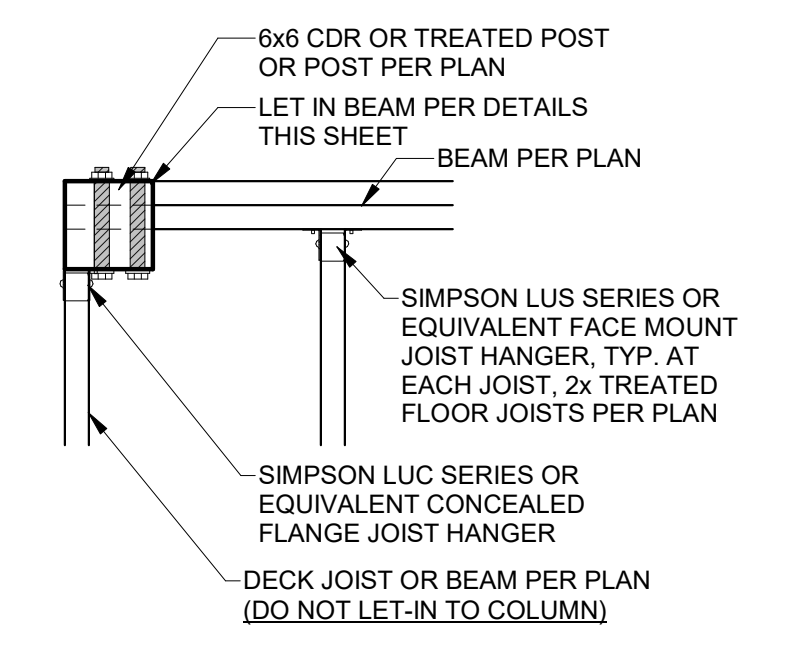 6x6 CDR OR TREATED POST
OR POST PER PLAN
LET IN BEAM PER DETAILS
THIS SHEET
BEAM PER PLAN
SIMPSON LUS SERIES OR
EQUIVALENT FACE MOUNT
JOIST HANGER, TYP. AT
EACH JOIST, 2x TREATED
FLOOR JOISTS PER PLAN
SIMPSON LUC SERIES OR
EQUIVALENT CONCEALED
FLANGE JOIST HANGER
DECK JOIST OR BEAM PER PLAN
(DO NOT LET-IN TO COLUMN)